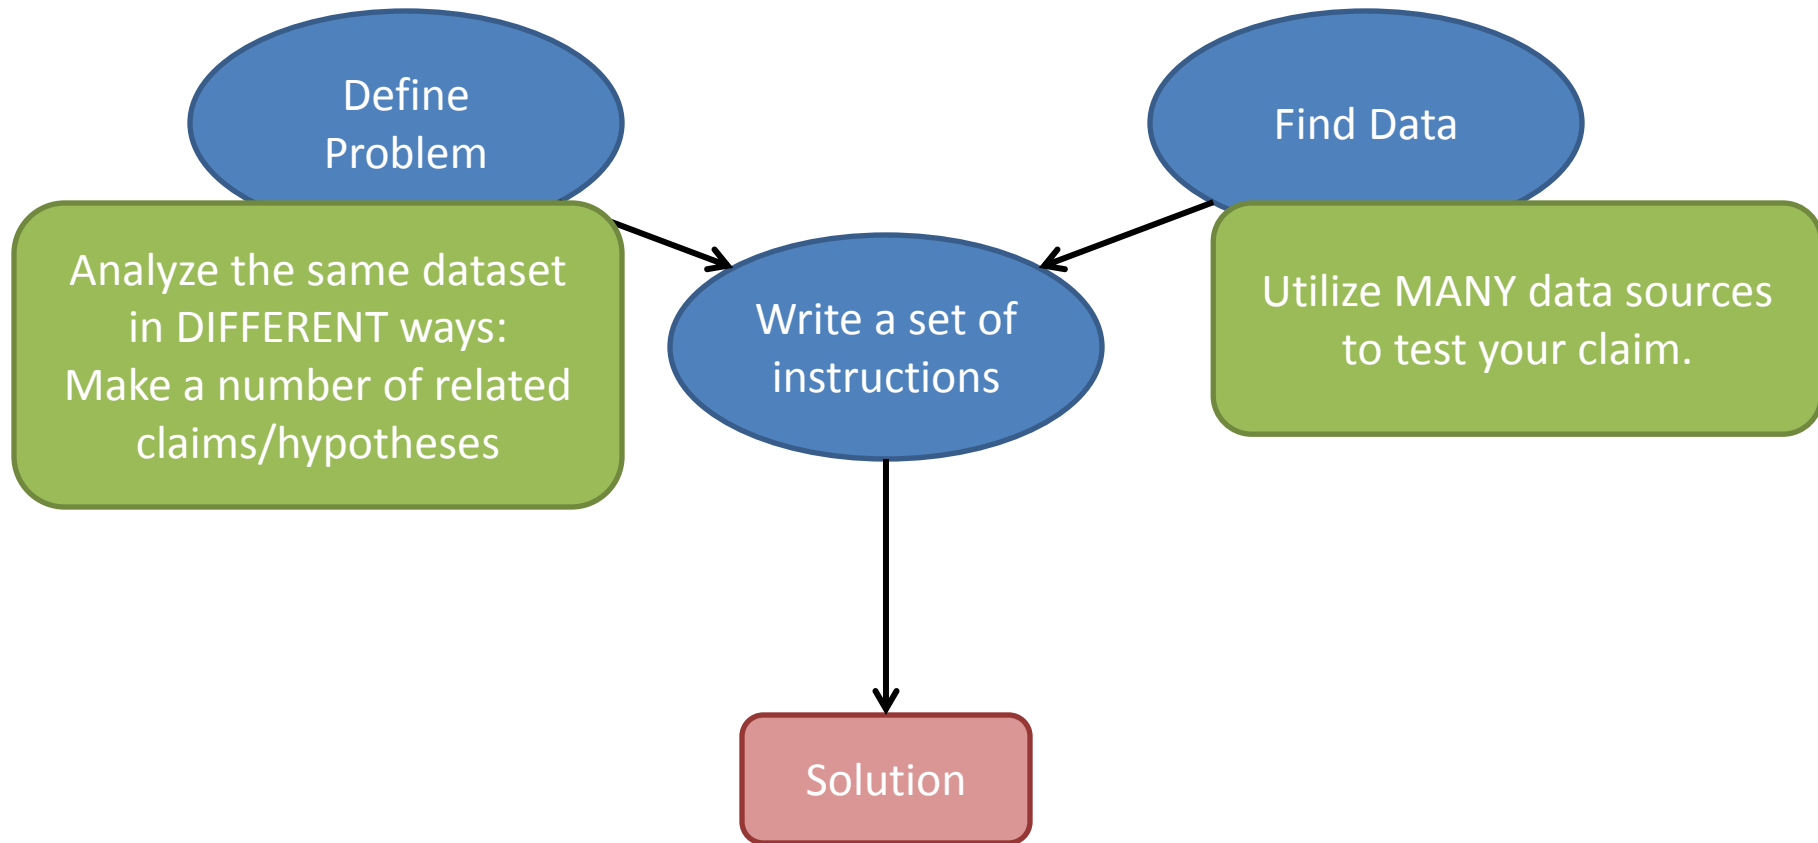 Define
Problem
Find Data
Analyze the same dataset
in DIFFERENT ways:
Make a number of related
claims/hypotheses
Write a set of
instructions
Utilize MANY data sources
to test your claim.
Solution